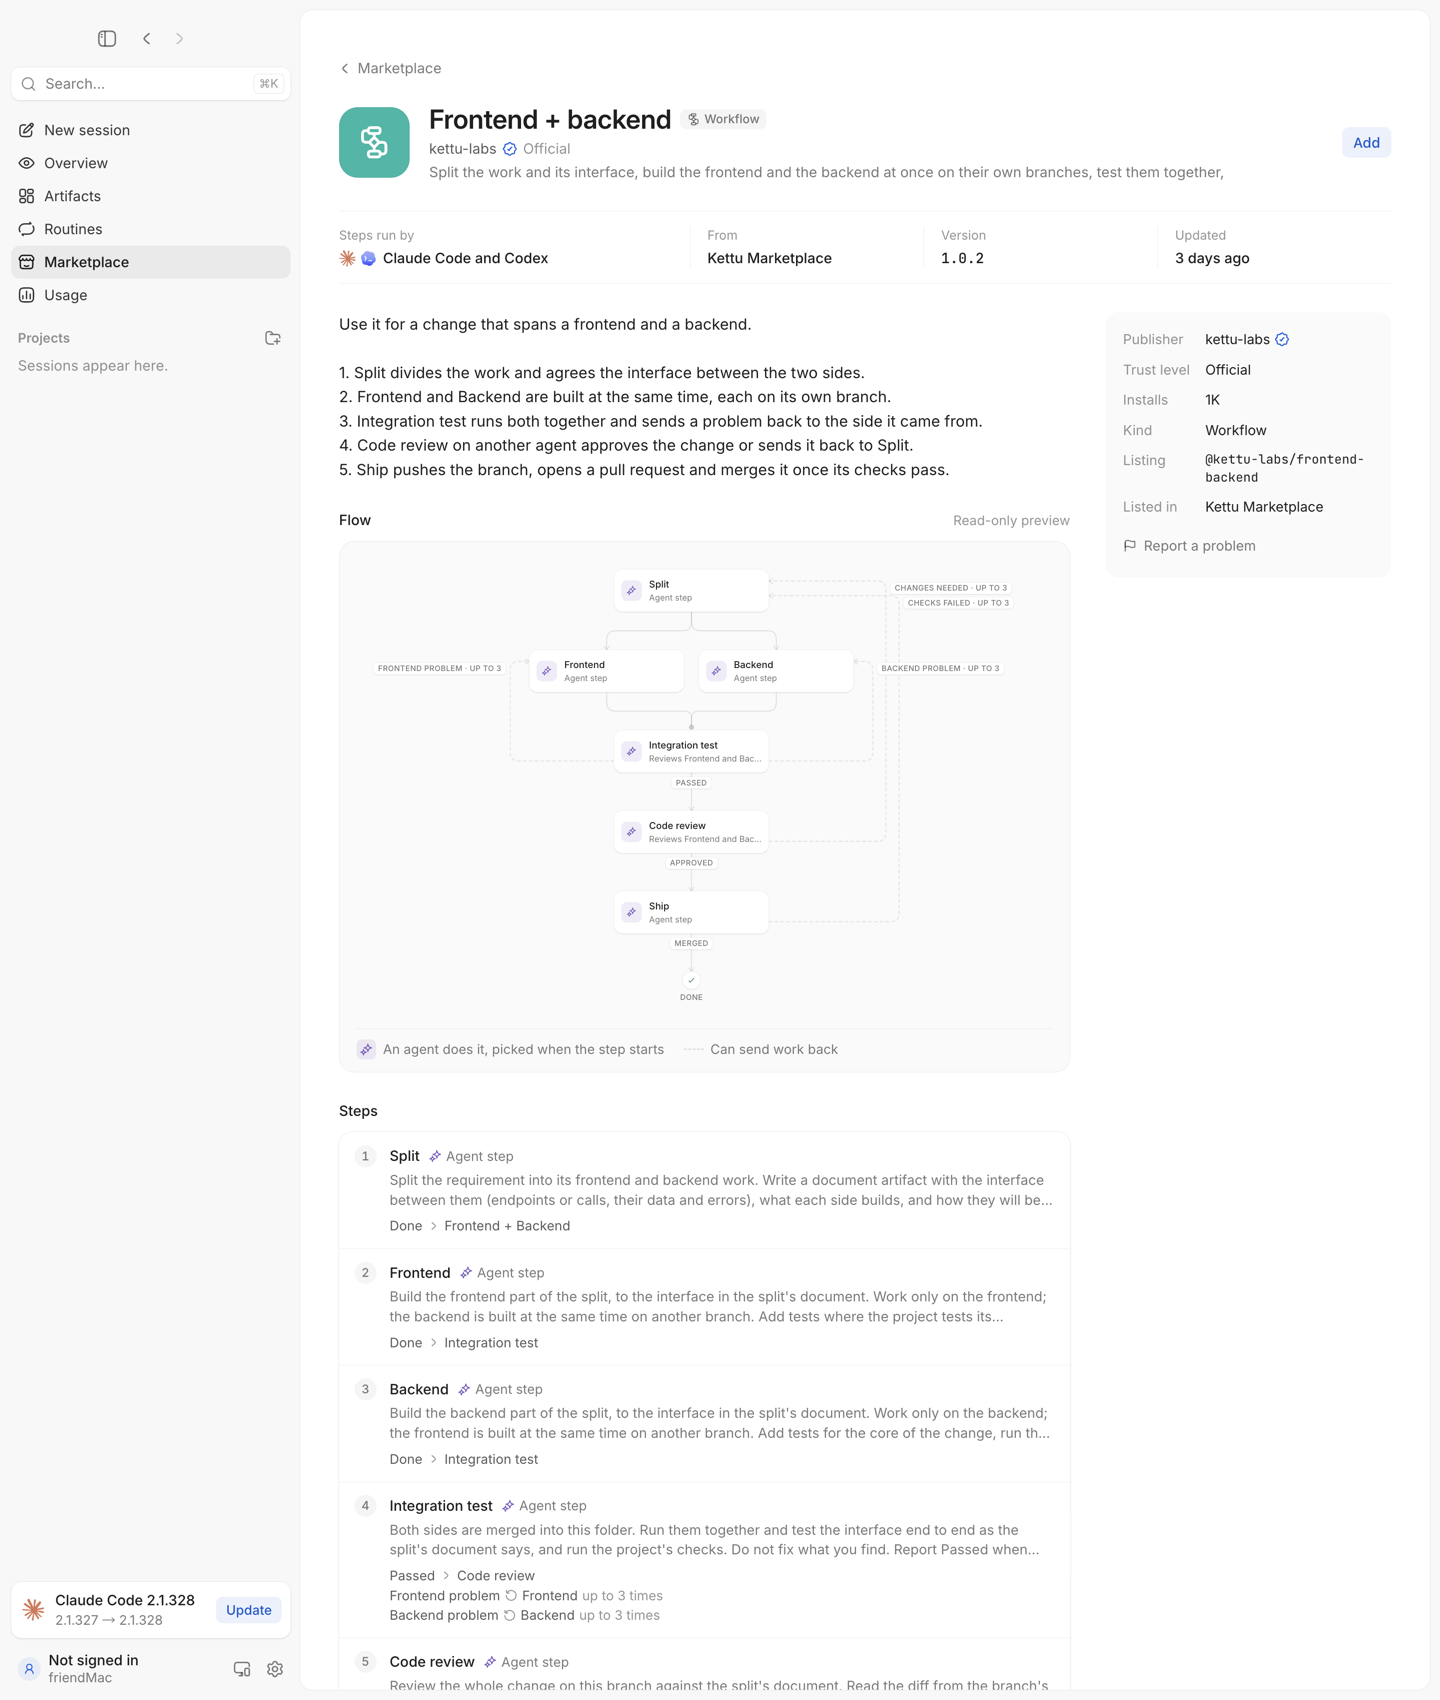 Search...
⌘K
New session
Overview
Artifacts
Routines
Marketplace
Usage
Projects
Sessions appear here.
Claude Code 2.1.328
2.1.327 → 2.1.328
Update
Not signed in
friendMac
Marketplace
Frontend + backend
Workflow
kettu-labs
Official
Split the work and its interface, build the frontend and the backend at once on their own branches, test them together,
Add
Steps run by
Claude Code and Codex
From
Kettu Marketplace
Version
1.0.2
Updated
3 days ago
Use it for a change that spans a frontend and a backend.
1. Split divides the work and agrees the interface between the two sides.
2. Frontend and Backend are built at the same time, each on its own branch.
3. Integration test runs both together and sends a problem back to the side it came from.
4. Code review on another agent approves the change or sends it back to Split.
5. Ship pushes the branch, opens a pull request and merges it once its checks pass.
Publisher
kettu-labs
Trust level
Official
Installs
1K
Kind
Workflow
Listing
@kettu-labs/frontend-
backend
Listed in
Kettu Marketplace
Report a problem
Flow
Read-only preview
Split
Agent step
CHANGES NEEDED · UP TO 3
CHECKS FAILED · UP TO 3
FRONTEND PROBLEM · UP TO 3
Frontend
Agent step
Backend
Agent step
BACKEND PROBLEM · UP TO 3
Integration test
Reviews Frontend and Bac...
PASSED
Code review
Reviews Frontend and Bac...
APPROVED
Ship
Agent step
MERGED
DONE
An agent does it, picked when the step starts
Can send work back
Steps
1
Split
Agent step
Split the requirement into its frontend and backend work. Write a document artifact with the interface
between them (endpoints or calls, their data and errors), what each side builds, and how they will be...
Done > Frontend + Backend
2
Frontend
Agent step
Build the frontend part of the split, to the interface in the split's document. Work only on the frontend;
the backend is built at the same time on another branch. Add tests where the project tests its...
Done > Integration test
3
Backend
Agent step
Build the backend part of the split, to the interface in the split's document. Work only on the backend;
the frontend is built at the same time on another branch. Add tests for the core of the change, run th...
Done > Integration test
4
Integration test
Agent step
Both sides are merged into this folder. Run them together and test the interface end to end as the
split's document says, and run the project's checks. Do not fix what you find. Report Passed when...
Passed > Code review
Frontend problem Frontend up to 3 times
Backend problem Backend up to 3 times
5
Code review
Agent step
Review the whole change on this branch against the split's document. Read the diff from the branch's